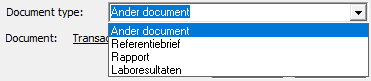 Document type: Ander document
Ander document
Document: Transac
Referentiebrief
Rapport
Laboresultaten